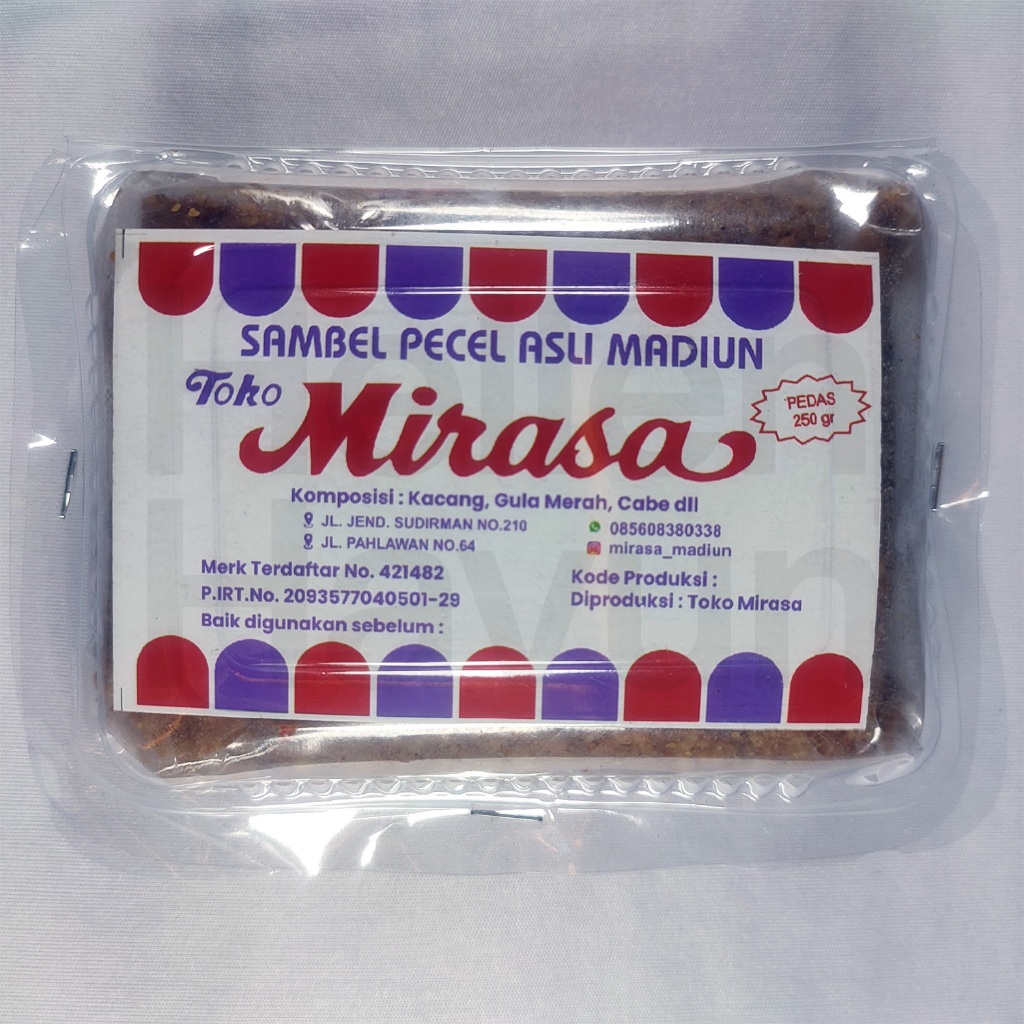 SAMBEL PECEL ASLI MADIUN
Toko
Mirasa
PEDAS
250 gr
Komposisi : Kacang, Gula Merah, Cabe dll
JL. JEND. SUDIRMAN NO.210
085608380338
JL. PAHLAWAN NO.64
mirasa_madiun
Merk Terdaftar No. 421482
Kode Produksi :
P.IRT.No. 2093577040501-29
Diproduksi : Toko Mirasa
Baik digunakan sebelum :